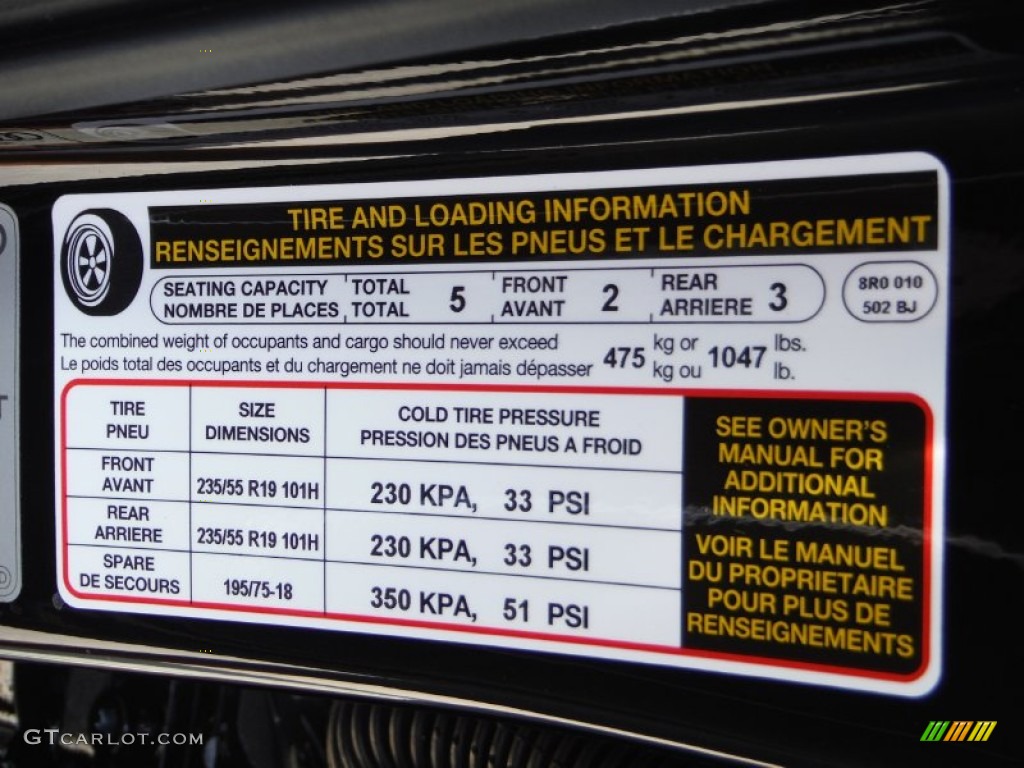 TIRE AND LOADING INFORMATION
RENSEIGNEMENTS SUR LES PNEUS ET LE CHARGEMENT
SEATING CAPACITY TOTAL 5 FRONT 2 REAR 3
NOMBRE DE PLACES TOTAL AVANT ARRIERE
8R0 010
502 BJ
The combined weight of occupants and cargo should never exceed 475 kg or 1047 lbs.
Le poids total des occupants et du chargement ne doit jamais dépasser kg ou lb.
TIRE SIZE COLD TIRE PRESSURE
PNEU DIMENSIONS PRESSION DES PNEUS A FROID
FRONT
AVANT 235/55 R19 101H 230 KPA, 33 PSI
REAR
ARRIERE 235/55 R19 101H 230 KPA, 33 PSI
SPARE
DE SECOURS 195/75-18 350 KPA, 51 PSI
SEE OWNER'S
MANUAL FOR
ADDITIONAL
INFORMATION
VOIR LE MANUEL
DU PROPRIETAIRE
POUR PLUS DE
RENSEIGNEMENTS
GTCARLOT.COM